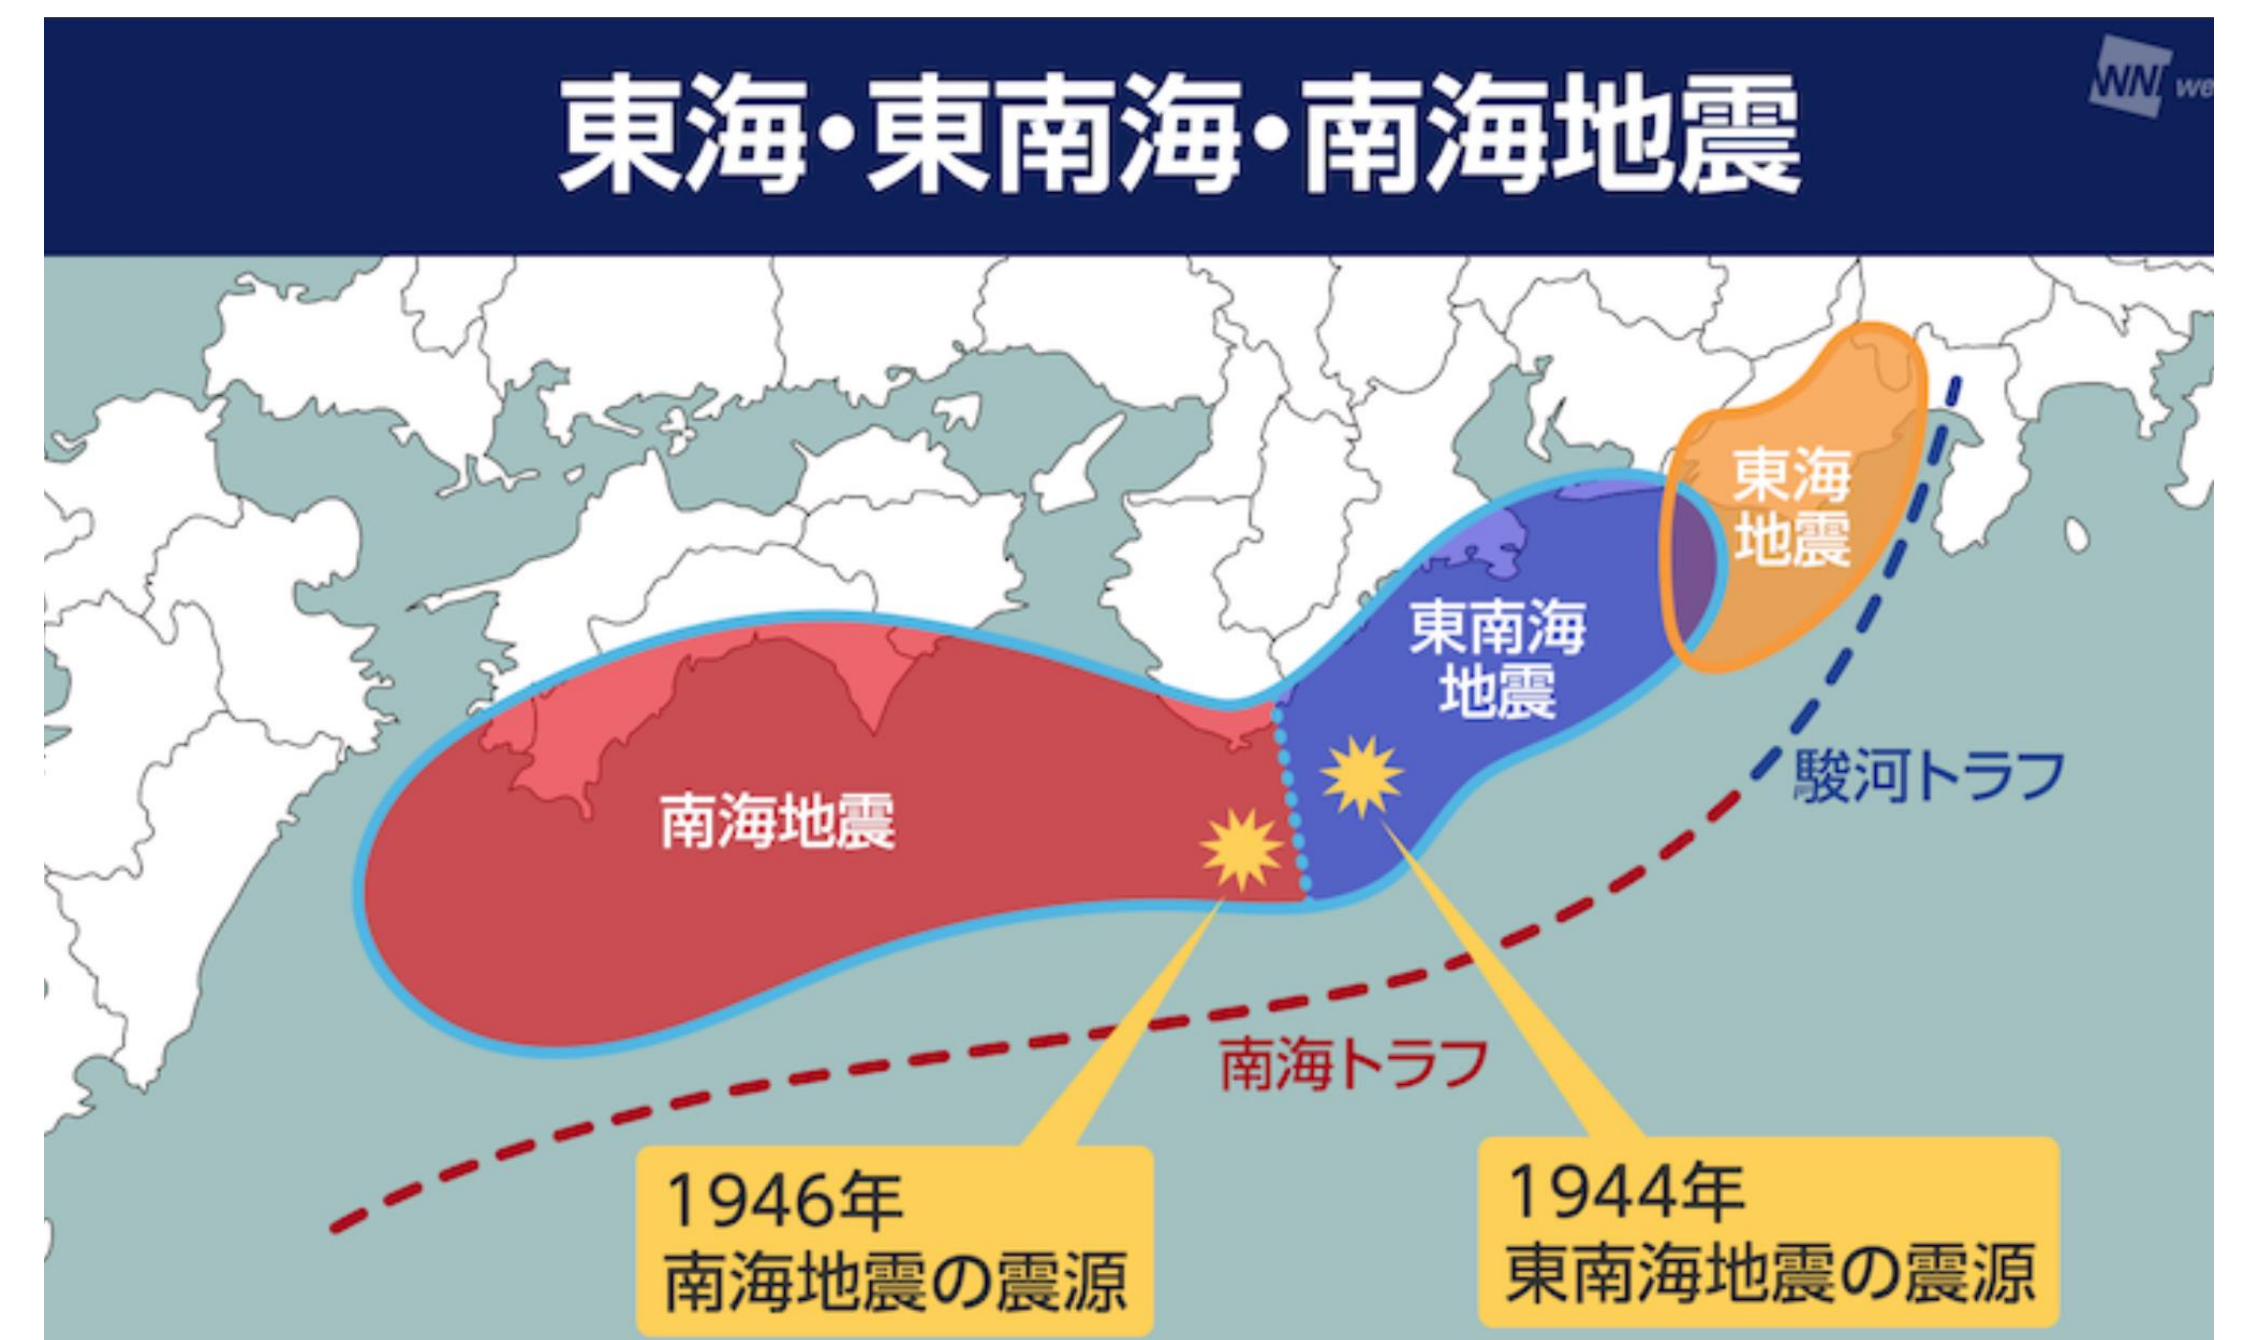 東海・東南海・南海地震
WNI we
東海
地震
東南海
地震
南海地震
駿河トラフ
南海トラフ
1946年
南海地震の震源
1944年
東南海地震の震源